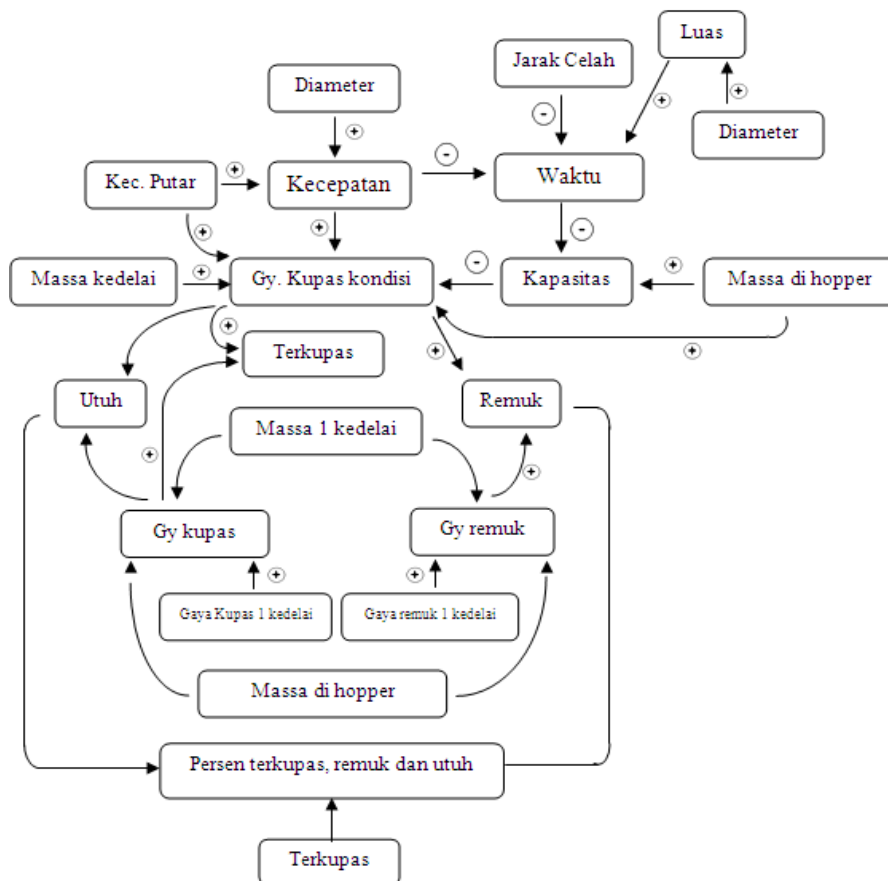 Luas
Jarak Celah
Diameter
+
-
+
+
Diameter
+
-
Kec. Putar
+
Kecepatan
Waktu
+
+
-
Massa kedelai
+
Gy. Kupas kondisi
-
Kapasitas
+
Massa di hopper
+
Terkupas
+
+
Utuh
Remuk
Massa 1 kedelai
+
+
Gy kupas
Gy remuk
+
+
Gaya Kupas 1 kedelai
Gaya remuk 1 kedelai
Massa di hopper
Persen terkupas, remuk dan utuh
Terkupas